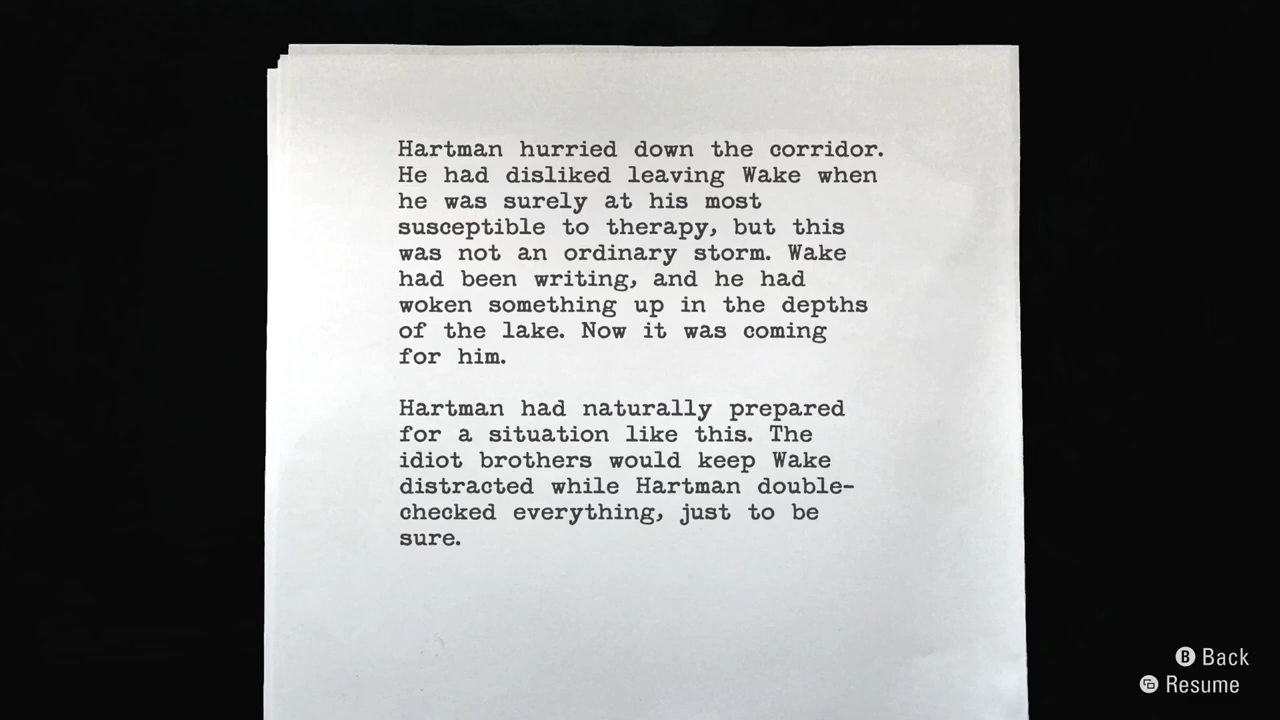 Hartman hurried down the corridor.
He had disliked leaving Wake when
he was surely at his most
susceptible to therapy, but this
was not an ordinary storm. Wake
had been writing, and he had
woken something up in the depths
of the lake. Now it was coming
for him.
Hartman had naturally prepared
for a situation like this. The
idiot brothers would keep Wake
distracted while Hartman double-
checked everything, just to be
sure.
B Back
Resume